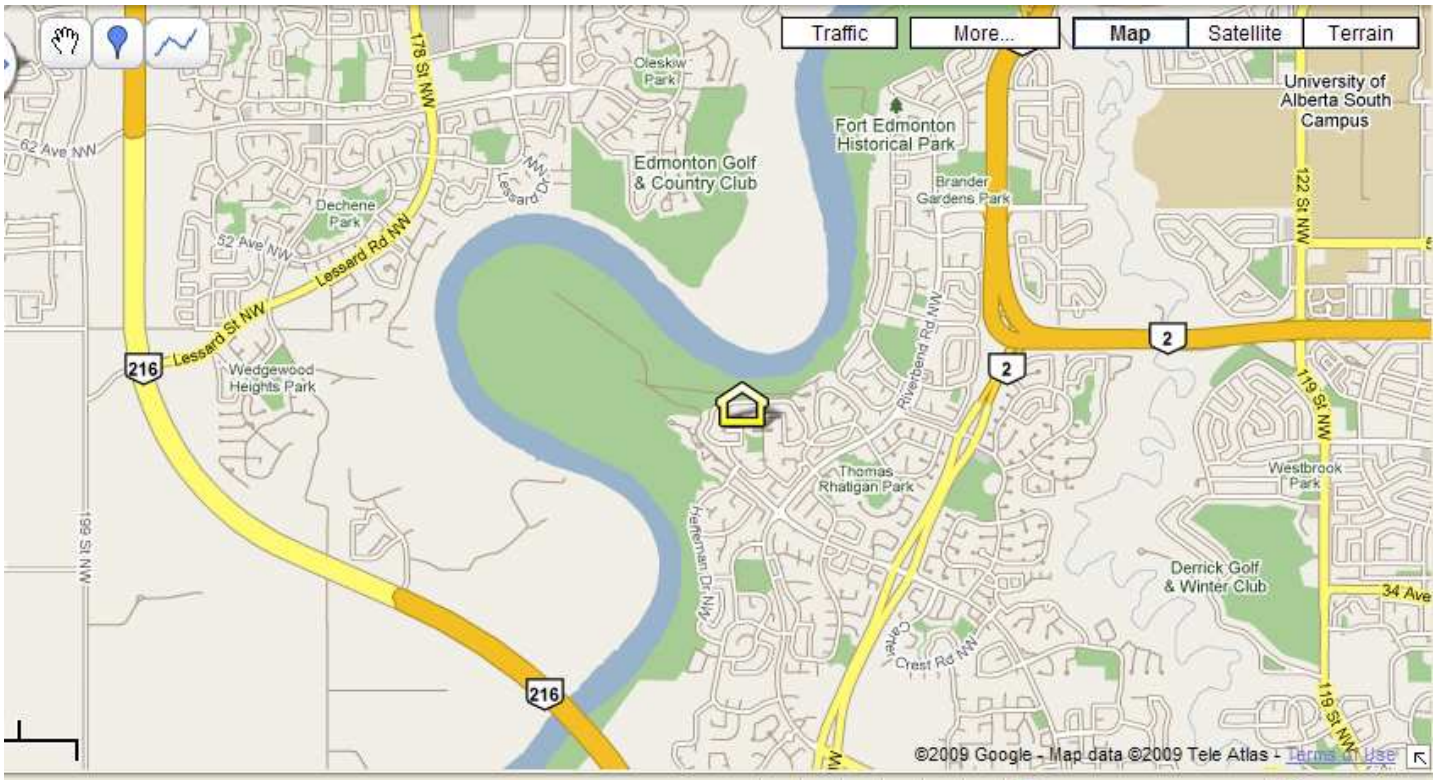 Traffic
More...
Map
Satellite
Terrain
178 St NW
Oleskiw
Park
University of
Alberta South
Campus
62 Ave NW
Fort Edmonton
Historical Park
Edmonton Golf
& Country Club
Lessard Dr
NW
Brander
Gardens Park
122 St NW
Dechene
Park
52 Ave NW
Lessard Rd NW
Lessard St NW
216
Wedgewood
Heights Park
Riverbend Rd NW
2
2
119 St NW
Thomas
Rhatigan Park
Westbrook
Park
199 St NW
Heffernan Dr NW
Derrick Golf
& Winter Club
34 Ave
Carter
Crest Rd NW
216
119 St NW
©2009 Google - Map data ©2009 Tele Atlas - Terms of Use